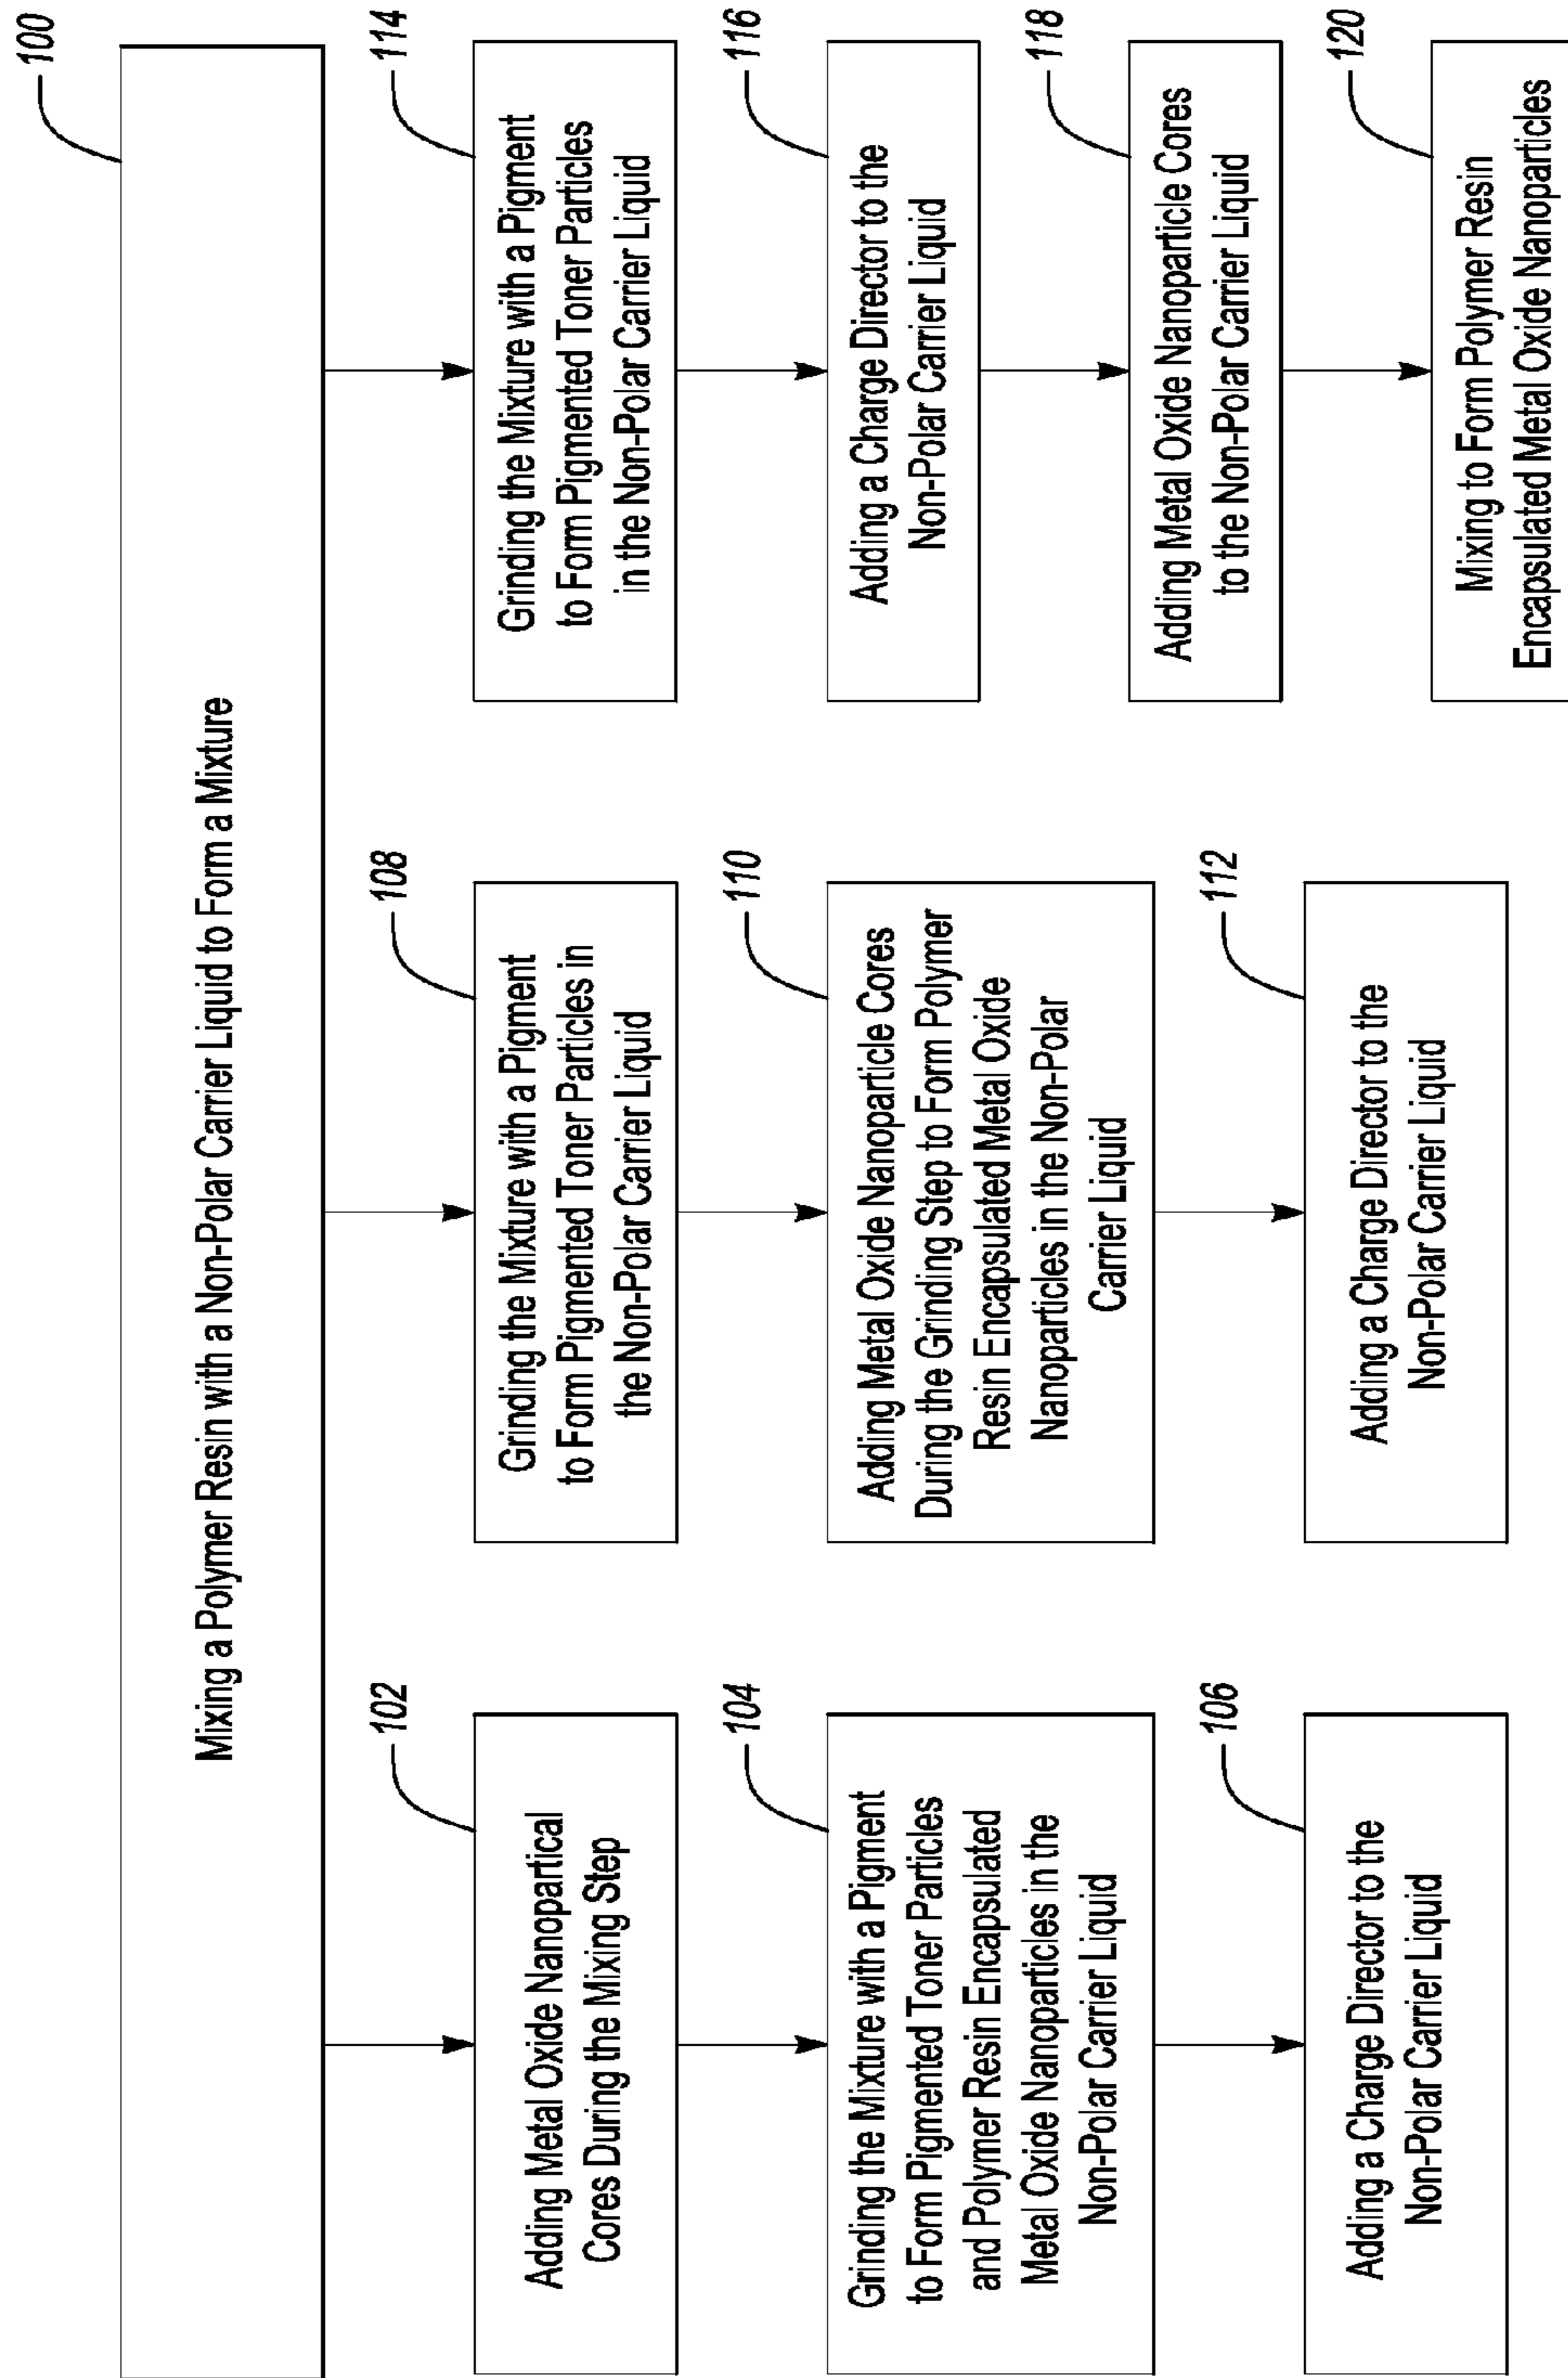 100
Mixing a Polymer Resin with a Non-Polar Carrier Liquid to Form a Mixture
102
Adding Metal Oxide Nanopartical
Cores During the Mixing Step
104
Grinding the Mixture with a Pigment
to Form Pigmented Toner Particles
and Polymer Resin Encapsulated
Metal Oxide Nanoparticles in the
Non-Polar Carrier Liquid
106
Adding a Charge Director to the
Non-Polar Carrier Liquid
108
Grinding the Mixture with a Pigment
to Form Pigmented Toner Particles in
the Non-Polar Carrier Liquid
110
Adding Metal Oxide Nanoparticle Cores
During the Grinding Step to Form Polymer
Resin Encapsulated Metal Oxide
Nanoparticles in the Non-Polar
Carrier Liquid
112
Adding a Charge Director to the
Non-Polar Carrier Liquid
114
Grinding the Mixture with a Pigment
to Form Pigmented Toner Particles
in the Non-Polar Carrier Liquid
116
Adding a Charge Director to the
Non-Polar Carrier Liquid
118
Adding Metal Oxide Nanoparticle Cores
to the Non-Polar Carrier Liquid
120
Mixing to Form Polymer Resin
Encapsulated Metal Oxide Nanoparticles